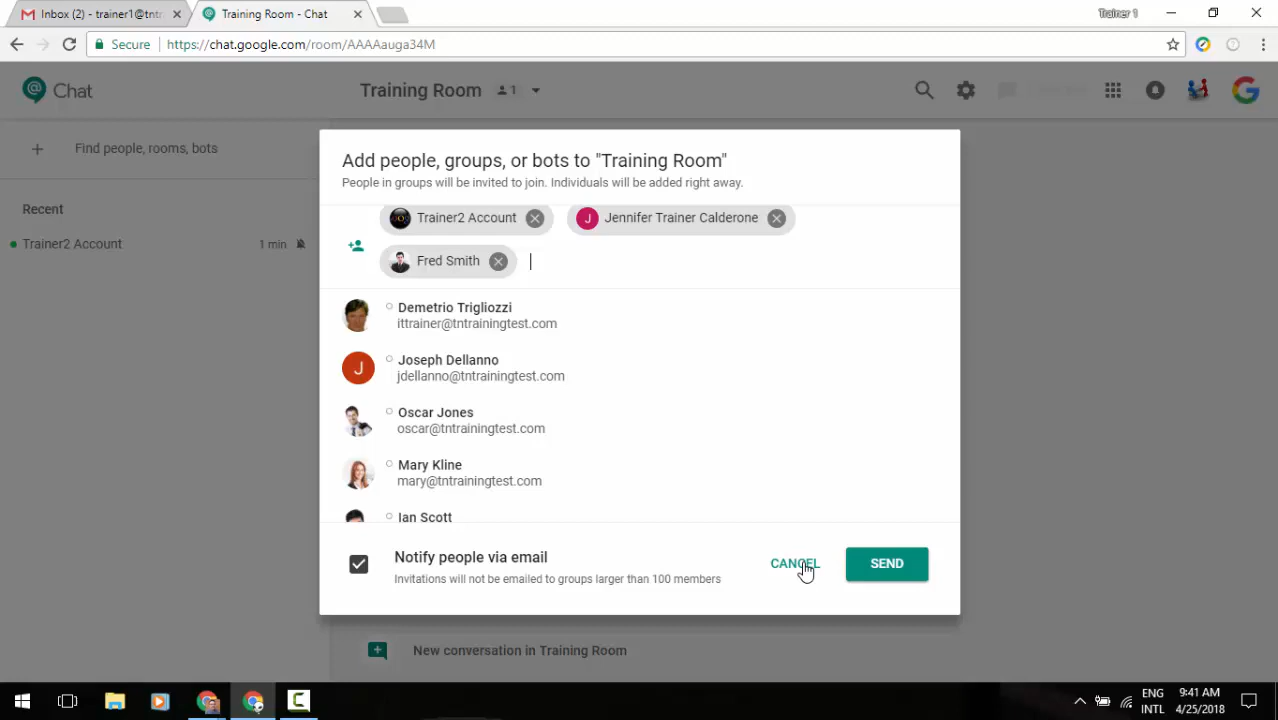 Inbox (2) - trainer1@tntr
Training Room - Chat
Trainer 1
Secure
https://chat.google.com/room/AAAAauga34M
Chat
Training Room
1
Find people, rooms, bots
Recent
Trainer2 Account
1 min
Add people, groups, or bots to "Training Room"
People in groups will be invited to join. Individuals will be added right away.
Trainer2 Account
J
Jennifer Trainer Calderone
Fred Smith
Demetrio Trigliozzi
ittrainer@tntrainingtest.com
J
Joseph Dellanno
jdellanno@tntrainingtest.com
Oscar Jones
oscar@tntrainingtest.com
Mary Kline
mary@tntrainingtest.com
Ian Scott
Notify people via email
Invitations will not be emailed to groups larger than 100 members
CANCEL
SEND
New conversation in Training Room
ENG
INTL
9:41 AM
4/25/2018